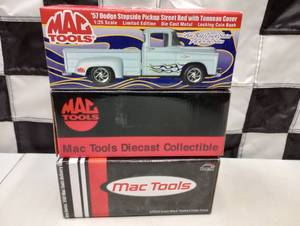 MAC
TOOLS
'57 Dodge Stepside Pickup Street Rod with Tonneau Cover
1:25 Scale Limited Edition Die Cast Metal Locking Coin Bank
MAC
TOOLS
Mac Tools Diecast Collectible
Mac Tools